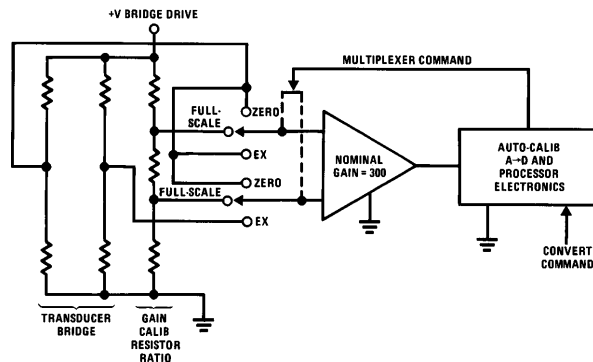 +V BRIDGE DRIVE
MULTIPLEXER COMMAND
FULL-
SCALE
ZERO
EX
ZERO
FULL-SCALE
EX
NOMINAL
GAIN = 300
AUTO-CALIB
A→D AND
PROCESSOR
ELECTRONICS
CONVERT
COMMAND
TRANSDUCER
BRIDGE
GAIN
CALIB
RESISTOR
RATIO